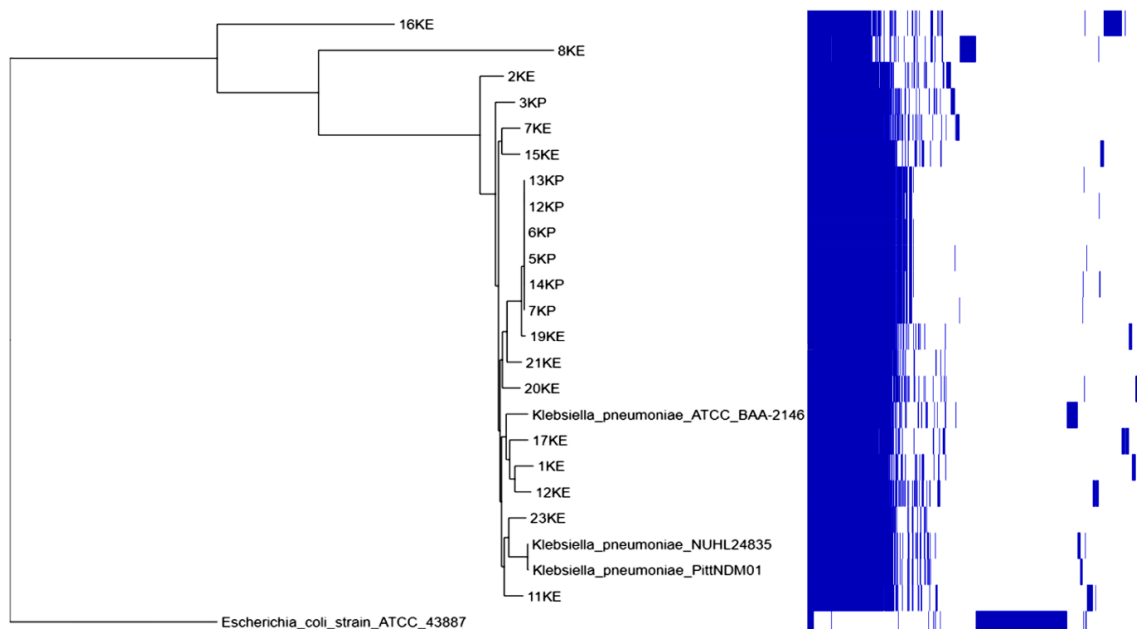 16KE
8KE
2KE
3KP
7KE
15KE
13KP
12KP
6KP
5KP
14KP
7KP
19KE
21KE
20KE
Klebsiella_pneumoniae_ATCC_BAA-2146
17KE
1KE
12KE
23KE
Klebsiella_pneumoniae_NUHL24835
Klebsiella_pneumoniae_PittNDM01
11KE
Escherichia_coli_strain_ATCC_43887